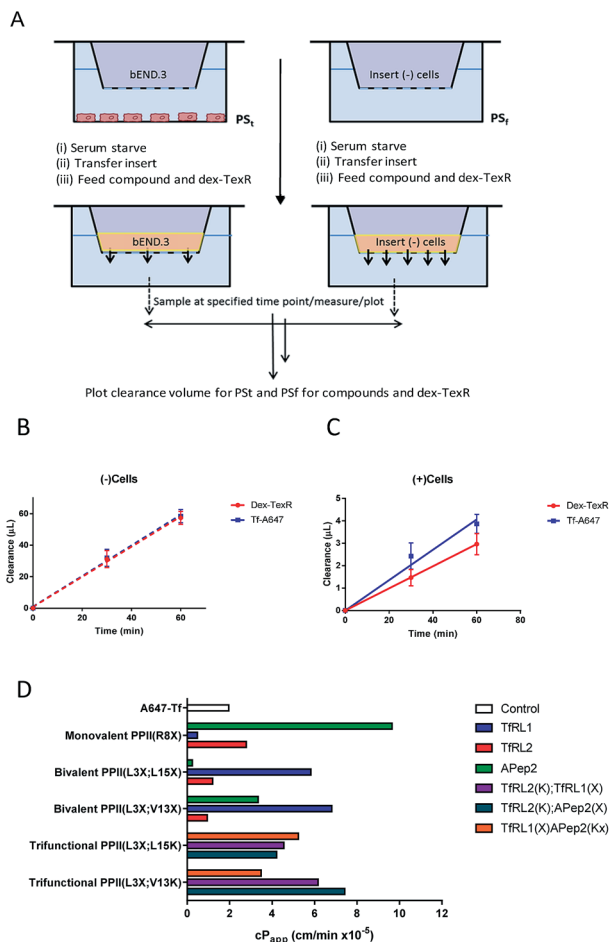 A
bEND.3
Insert (-) cells
PSt
PSf
(i) Serum starve
(ii) Transfer insert
(iii) Feed compound and dex-TexR
(i) Serum starve
(ii) Transfer insert
(iii) Feed compound and dex-TexR
bEND.3
Insert (-) cells
Sample at specified time point/measure/plot
Plot clearance volume for PSt and PSf for compounds and dex-TexR
B
(-)Cells
Clearance (µL)
60
40
20
0
0
20
40
60
Time (min)
Dex-TexR
Tf-A647
C
(+)Cells
Clearance (µL)
5
4
3
2
1
0
0
20
40
60
80
Time (min)
Dex-TexR
Tf-A647
D
A647-Tf
Monovalent PPII(R8X)
Bivalent PPII(L3X;L15X)
Bivalent PPII(L3X;V13X)
Trifunctional PPII(L3X;L15K)
Trifunctional PPII(L3X;V13K)
0
2
4
6
8
10
12
cPapp (cm/min x10-5)
Control
TfRL1
TfRL2
APep2
TfRL2(K);TfRL1(X)
TfRL2(K);APep2(X)
TfRL1(X)APep2(Kx)